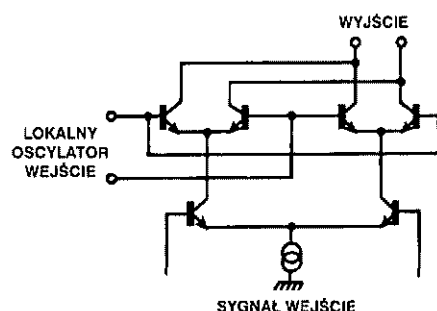 WYJŚCIE
LOKALNY
OSCYLATOR
WEJŚCIE
SYGNAŁ WEJŚCIE